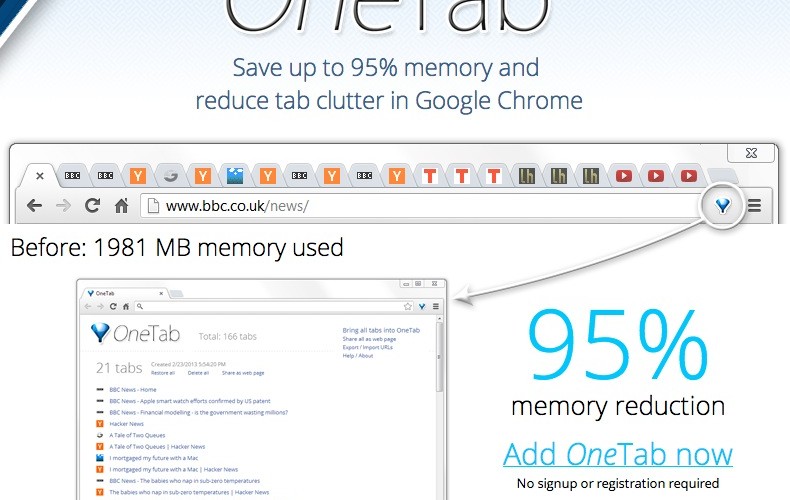 OneTab
Save up to 95% memory and
reduce tab clutter in Google Chrome
BBC BBC Y Y Y BBC Y BBC Y T T T lh lh lh
www.bbc.co.uk/news/
Before: 1981 MB memory used
OneTab
OneTab
Total: 166 tabs
Bring all tabs into OneTab
Share all as web page
Export / Import URLs
Help / About
21 tabs
Created 2/23/2013 5:54:20 PM
Restore all Delete all Share as web page
BBC News - Home
BBC News - Apple smart watch efforts confirmed by US patent
BBC News - Financial modelling - is the government wasting millions?
Hacker News
A Tale of Two Queues
A Tale of Two Queues | Hacker News
I mortgaged my future with a Mac
I mortgaged my future with a Mac | Hacker News
BBC News - The babies who nap in sub-zero temperatures
The babies who nap in sub-zero temperatures | Hacker News
95%
memory reduction
Add OneTab now
No signup or registration required